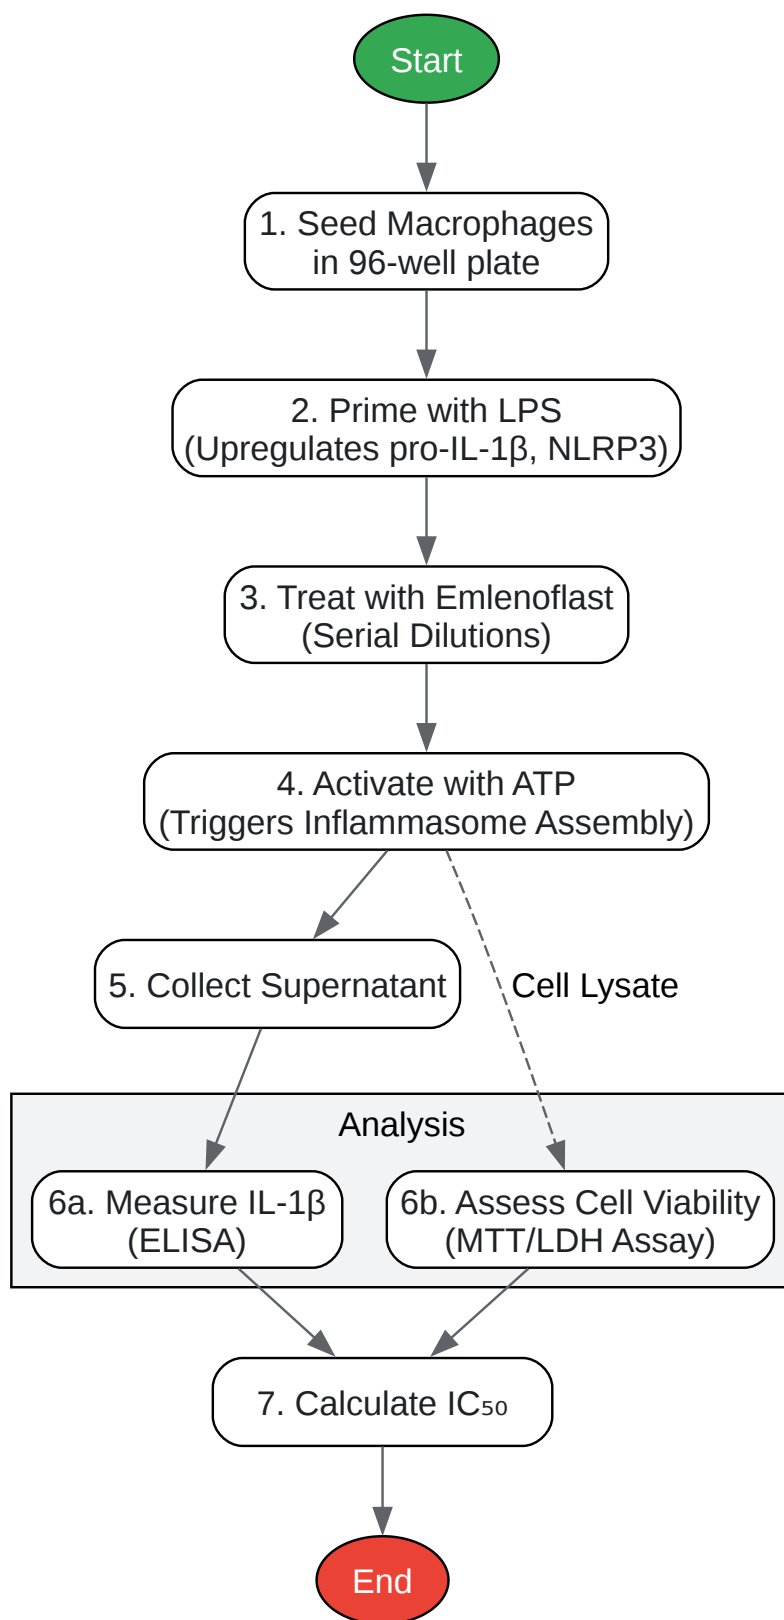 Start
1. Seed Macrophages
in 96-well plate
2. Prime with LPS
(Upregulates pro-IL-1β, NLRP3)
3. Treat with Emlenoflast
(Serial Dilutions)
4. Activate with ATP
(Triggers Inflammasome Assembly)
5. Collect Supernatant
Cell Lysate
Analysis
6a. Measure IL-1β
(ELISA)
6b. Assess Cell Viability
(MTT/LDH Assay)
7. Calculate IC₅₀
End